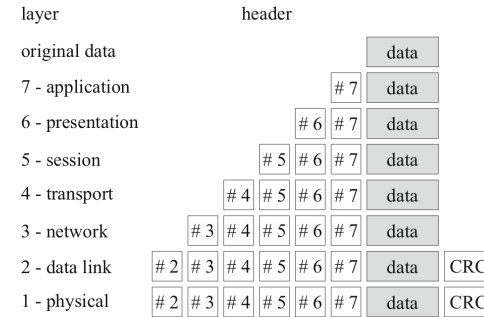 layer header
original data data
7 - application # 7 data
6 - presentation # 6 # 7 data
5 - session # 5 # 6 # 7 data
4 - transport # 4 # 5 # 6 # 7 data
3 - network # 3 # 4 # 5 # 6 # 7 data
2 - data link # 2 # 3 # 4 # 5 # 6 # 7 data CRC
1 - physical # 2 # 3 # 4 # 5 # 6 # 7 data CRC